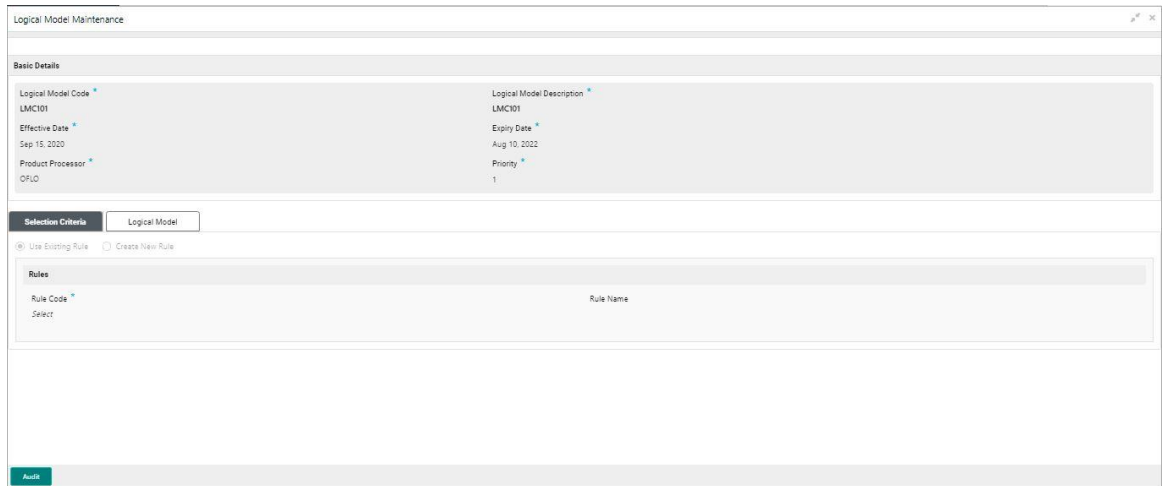 Logical Model Maintenance
Basic Details
Logical Model Code * Logical Model Description *
LMC101 LMC101
Effective Date * Expiry Date *
Sep 15, 2020 Aug 10, 2022
Product Processor * Priority *
OFLO 1
Selection Criteria Logical Model
Use Existing Rule Create New Rule
Rules
Rule Code * Rule Name
Select
Audit